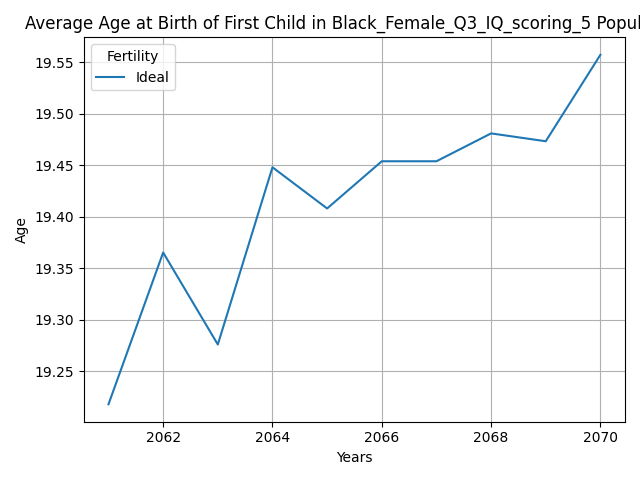 Average Age at Birth of First Child in Black_Female_Q3_IQ_scoring_5 Popul
Fertility
Ideal
19.55
19.50
19.45
19.40
19.35
19.30
19.25
Age
2062 2064 2066 2068 2070
Years